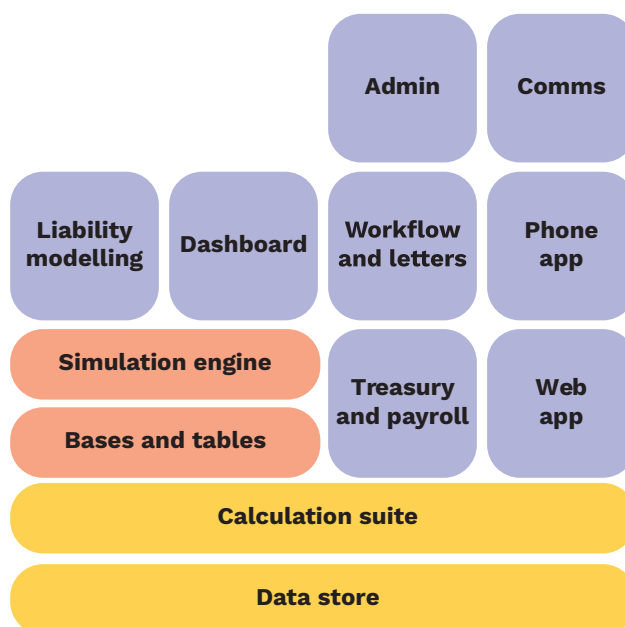 Admin
Comms
Liability
modelling
Dashboard
Workflow
and letters
Phone
app
Simulation engine
Treasury
and payroll
Web
app
Bases and tables
Calculation suite
Data store